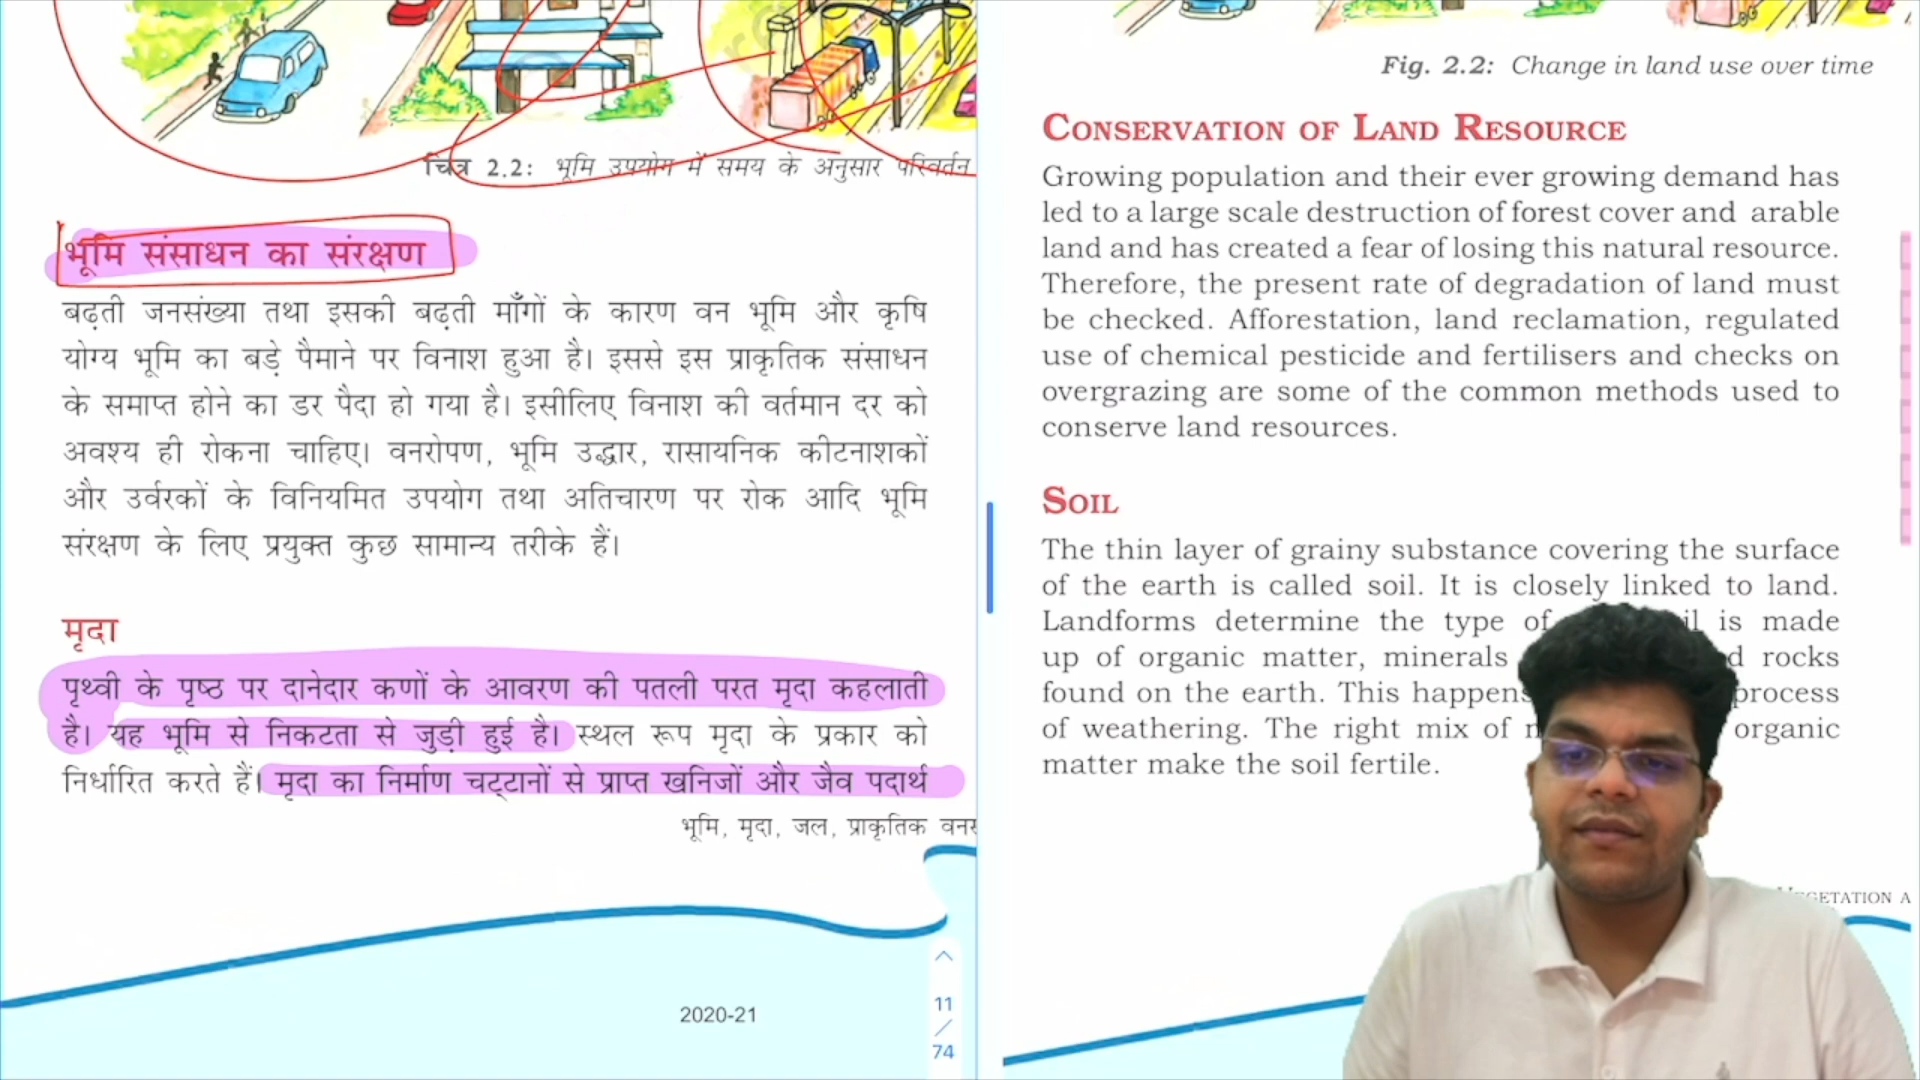 चित्र 2.2: भूमि उपयोग में समय के अनुसार परिवर्तन
भूमि संसाधन का संरक्षण
बढ़ती जनसंख्या तथा इसकी बढ़ती माँगों के कारण वन भूमि और कृषि
योग्य भूमि का बड़े पैमाने पर विनाश हुआ है। इससे इस प्राकृतिक संसाधन
के समाप्त होने का डर पैदा हो गया है। इसीलिए विनाश की वर्तमान दर को
अवश्य ही रोकना चाहिए। वनरोपण, भूमि उद्धार, रासायनिक कीटनाशकों
और उर्वरकों के विनियमित उपयोग तथा अतिचारण पर रोक आदि भूमि
संरक्षण के लिए प्रयुक्त कुछ सामान्य तरीके हैं।
मृदा
पृथ्वी के पृष्ठ पर दानेदार कणों के आवरण की पतली परत मृदा कहलाती
है। यह भूमि से निकटता से जुड़ी हुई है। स्थल रूप मृदा के प्रकार को
निर्धारित करते हैं। मृदा का निर्माण चट्टानों से प्राप्त खनिजों और जैव पदार्थ
भूमि, मृदा, जल, प्राकृतिक
2020-21
11
/
74
Fig. 2.2: Change in land use over time
CONSERVATION OF LAND RESOURCE
Growing population and their ever growing demand has
led to a large scale destruction of forest cover and arable
land and has created a fear of losing this natural resource.
Therefore, the present rate of degradation of land must
be checked. Afforestation, land reclamation, regulated
use of chemical pesticide and fertilisers and checks on
overgrazing are some of the common methods used to
conserve land resources.
SOIL
The thin layer of grainy substance covering the surface
of the earth is called soil. It is closely linked to land.
Landforms determine the type of is made
up of organic matter, minerals rocks
found on the earth. This happens process
of weathering. The right mix of organic
matter make the soil fertile.
A